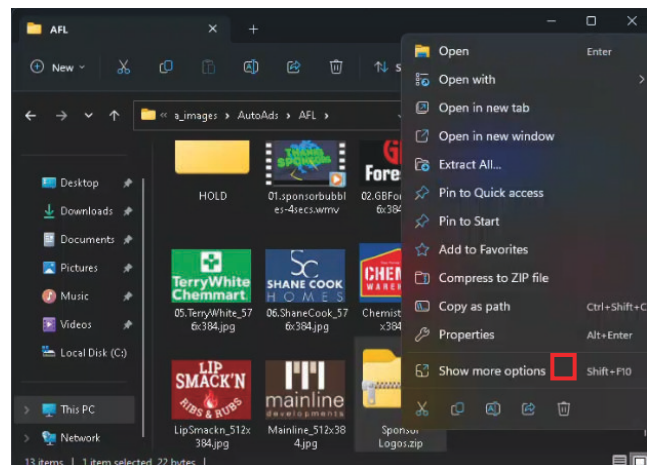 AFL
New
S
Open Enter
Open with
Open in new tab
Open in new window
Extract All...
Pin to Quick access
Pin to Start
Add to Favorites
Compress to ZIP file
Copy as path Ctrl+Shift+C
Properties Alt+Enter
Show more options Shift+F10
« a_images › AutoAds › AFL ›
Desktop
Downloads
Documents
Pictures
Music
Videos
Local Disk (C:)
This PC
Network
HOLD
SPONSORS
01.sponsorbubbl
es-4secs.wmv
Fore
02.GBFor
6x384
TerryWhite
Chemmart.
05.TerryWhite_57
6x384.jpg
SC
SHANE COOK
HOMES
06.ShaneCook_57
6x384.jpg
CHEM
WARE
Chemist
x384
LIP
SMACK'N
RIBS & RUBS
LipSmackn_512x
384.jpg
mainline
developments
Mainline_512x38
4.jpg
Sponsor
Logos.zip
13 items | 1 item selected 22 bytes |